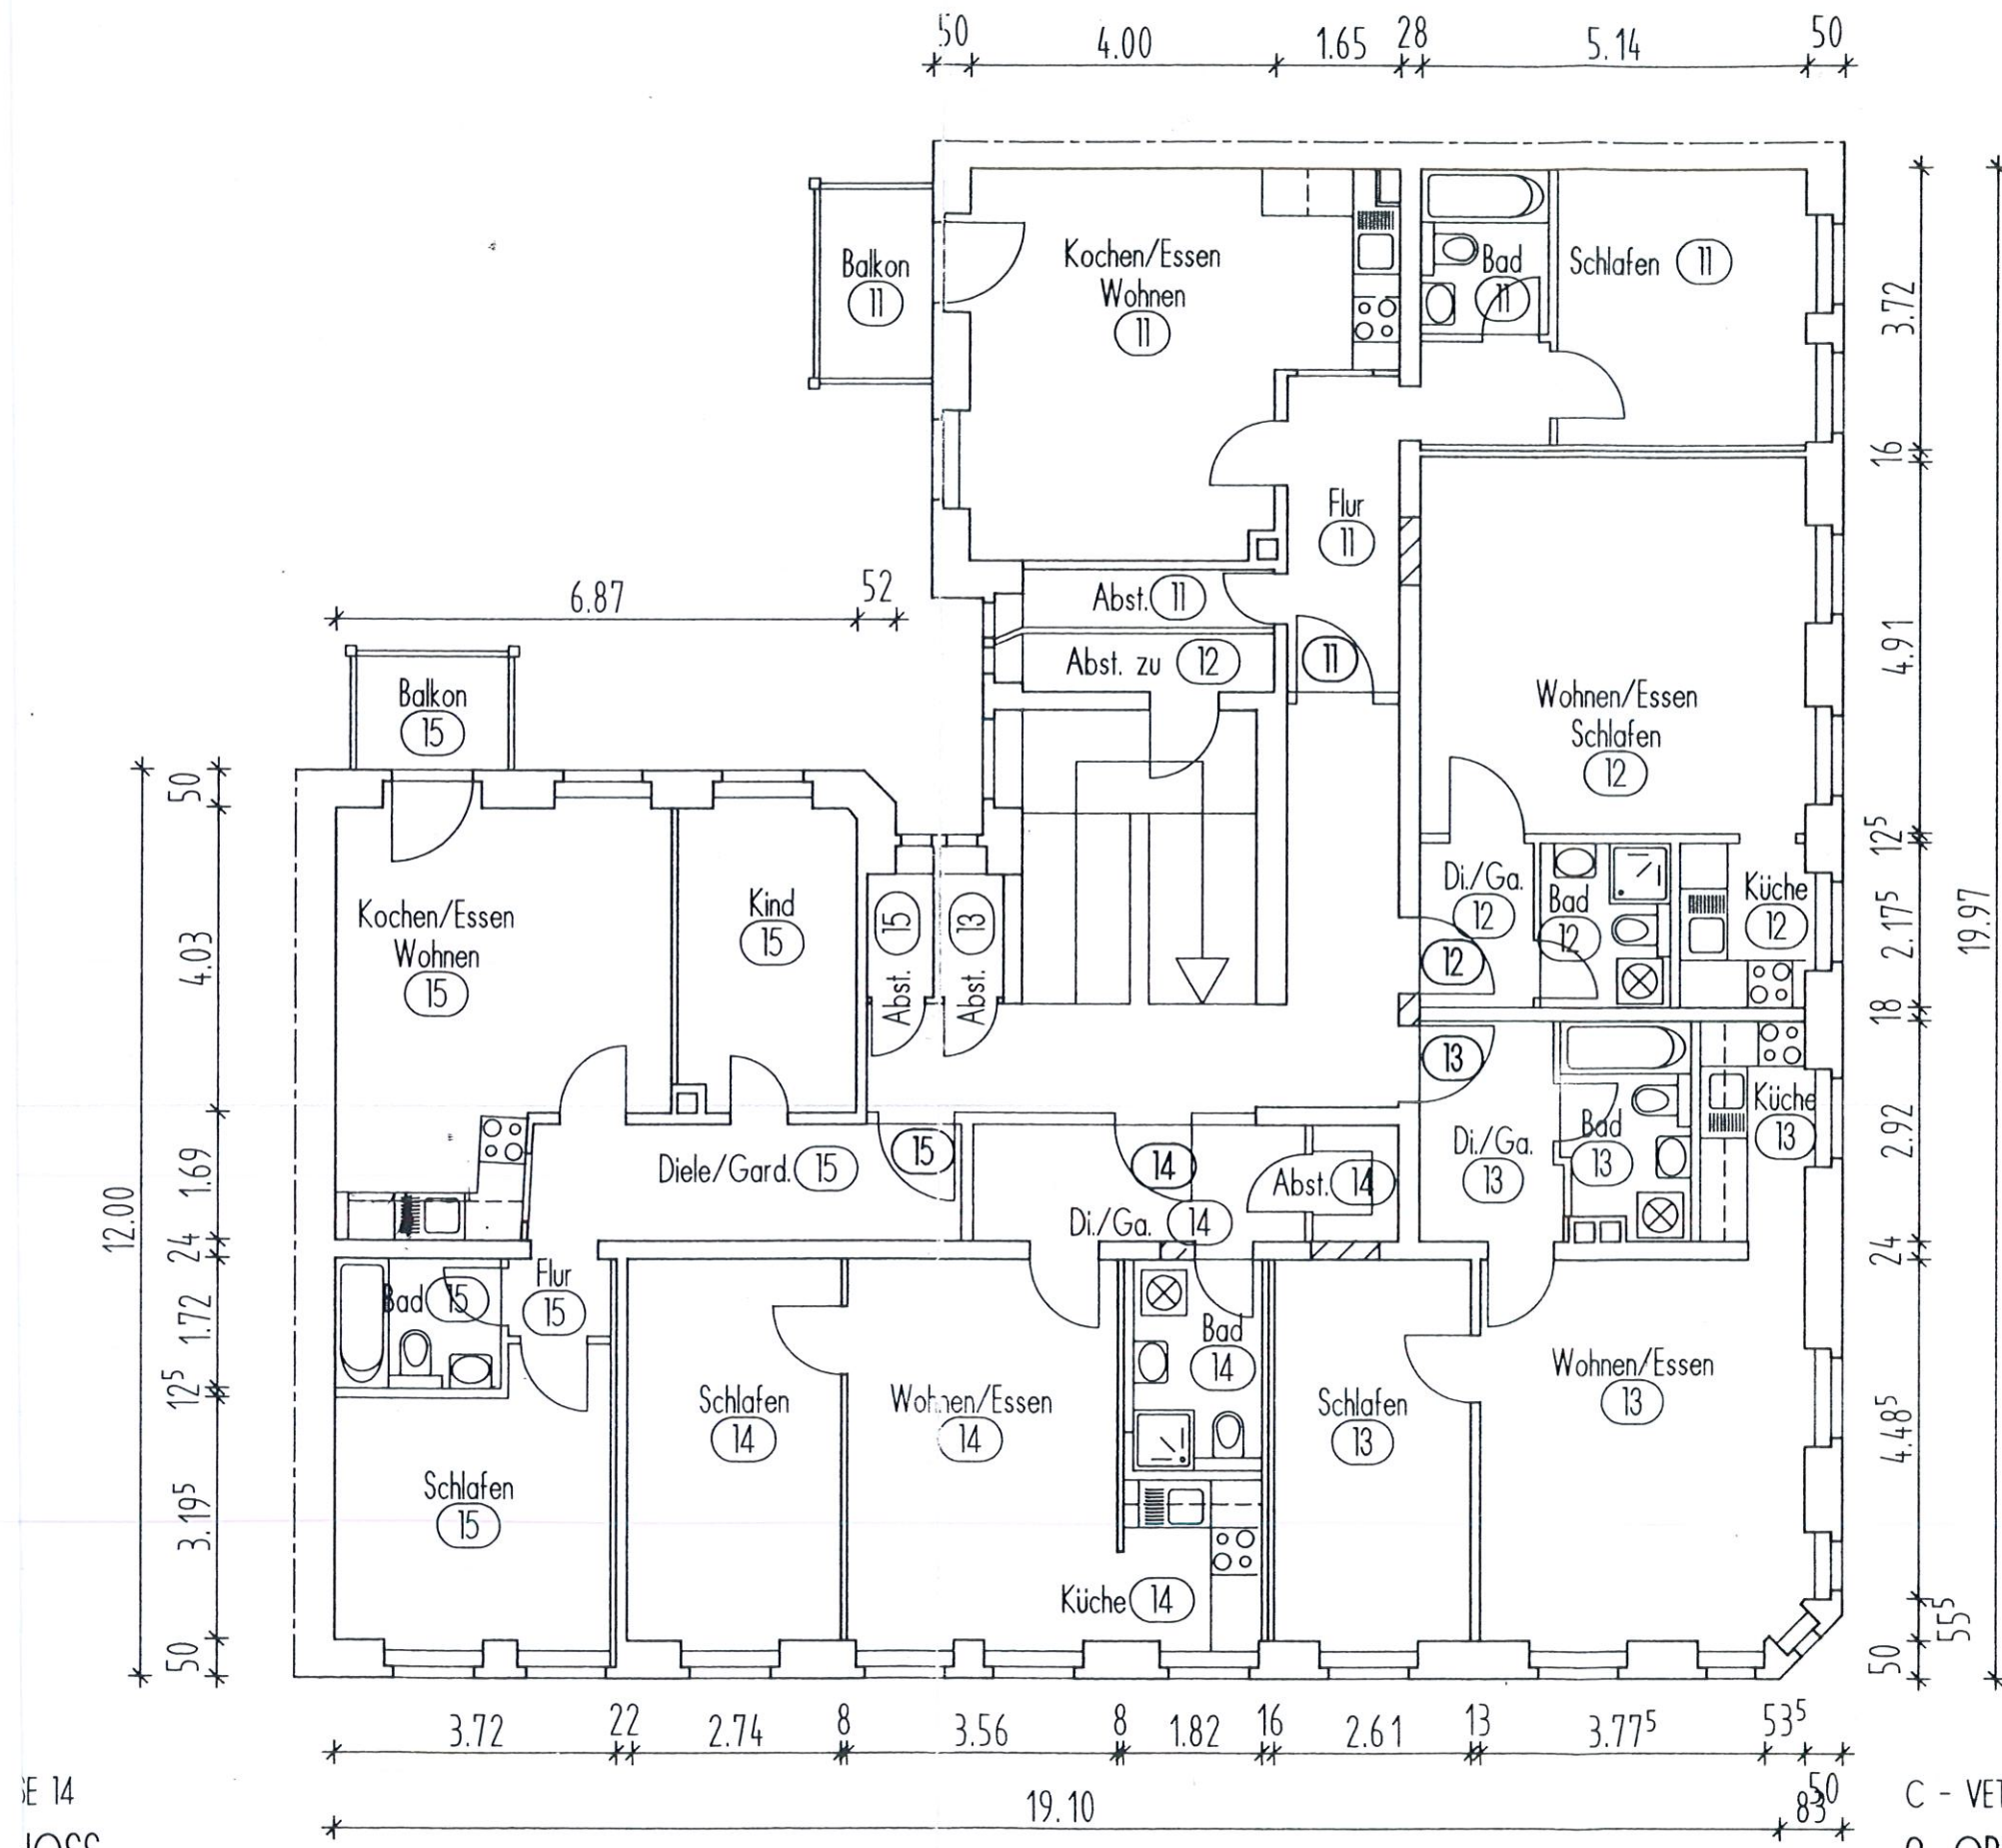 50 4.00 1.65 28 5.14 50
Balkon
11
Kochen/Essen
Wohnen
11
Bad
11
Schlafen 11
3.72
16
Flur
11
Abst. 11
11
Abst. zu 12
6.87 52
Balkon
15
Wohnen/Essen
Schlafen
12
4.91
19.97
50
12⁵
Kochen/Essen
Wohnen
15
Kind
15
Abst. 15
Abst. 13
Di./Ga.
12
12
Bad
12
Küche
12
2.17⁵
4.03
18
13
Di./Ga.
13
Bad
13
Küche
13
2.92
12.00
1.69
Diele/Gard. 15
15
14
Di./Ga. 14
Abst. 14
24
24
Bad 15
Flur
15
1.72
12⁵
Schlafen
15
3.19⁵
Schlafen
14
Wohnen/Essen
14
Bad
14
Küche 14
Schlafen
13
Wohnen/Essen
13
4.48⁵
55⁵
50
50
3.72 22 2.74 8 3.56 8 1.82 16 2.61 13 3.77⁵ 53⁵
50
19.10 83
SE 14
C - VET